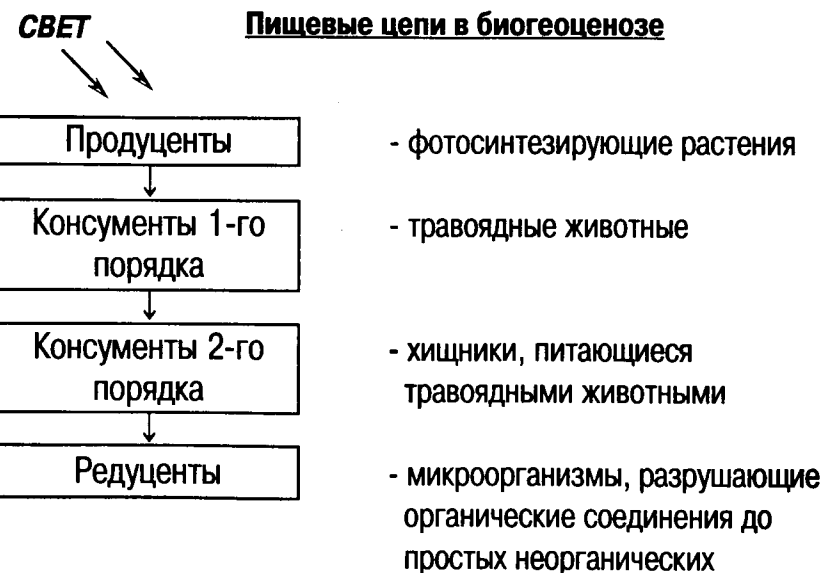 СВЕТ
Пищевые цепи в биогеоценозе
Продуценты
- фотосинтезирующие растения
Консументы 1-го
порядка
- травоядные животные
Консументы 2-го
порядка
- хищники, питающиеся
травоядными животными
Редуценты
- микроорганизмы, разрушающие
органические соединения до
простых неорганических